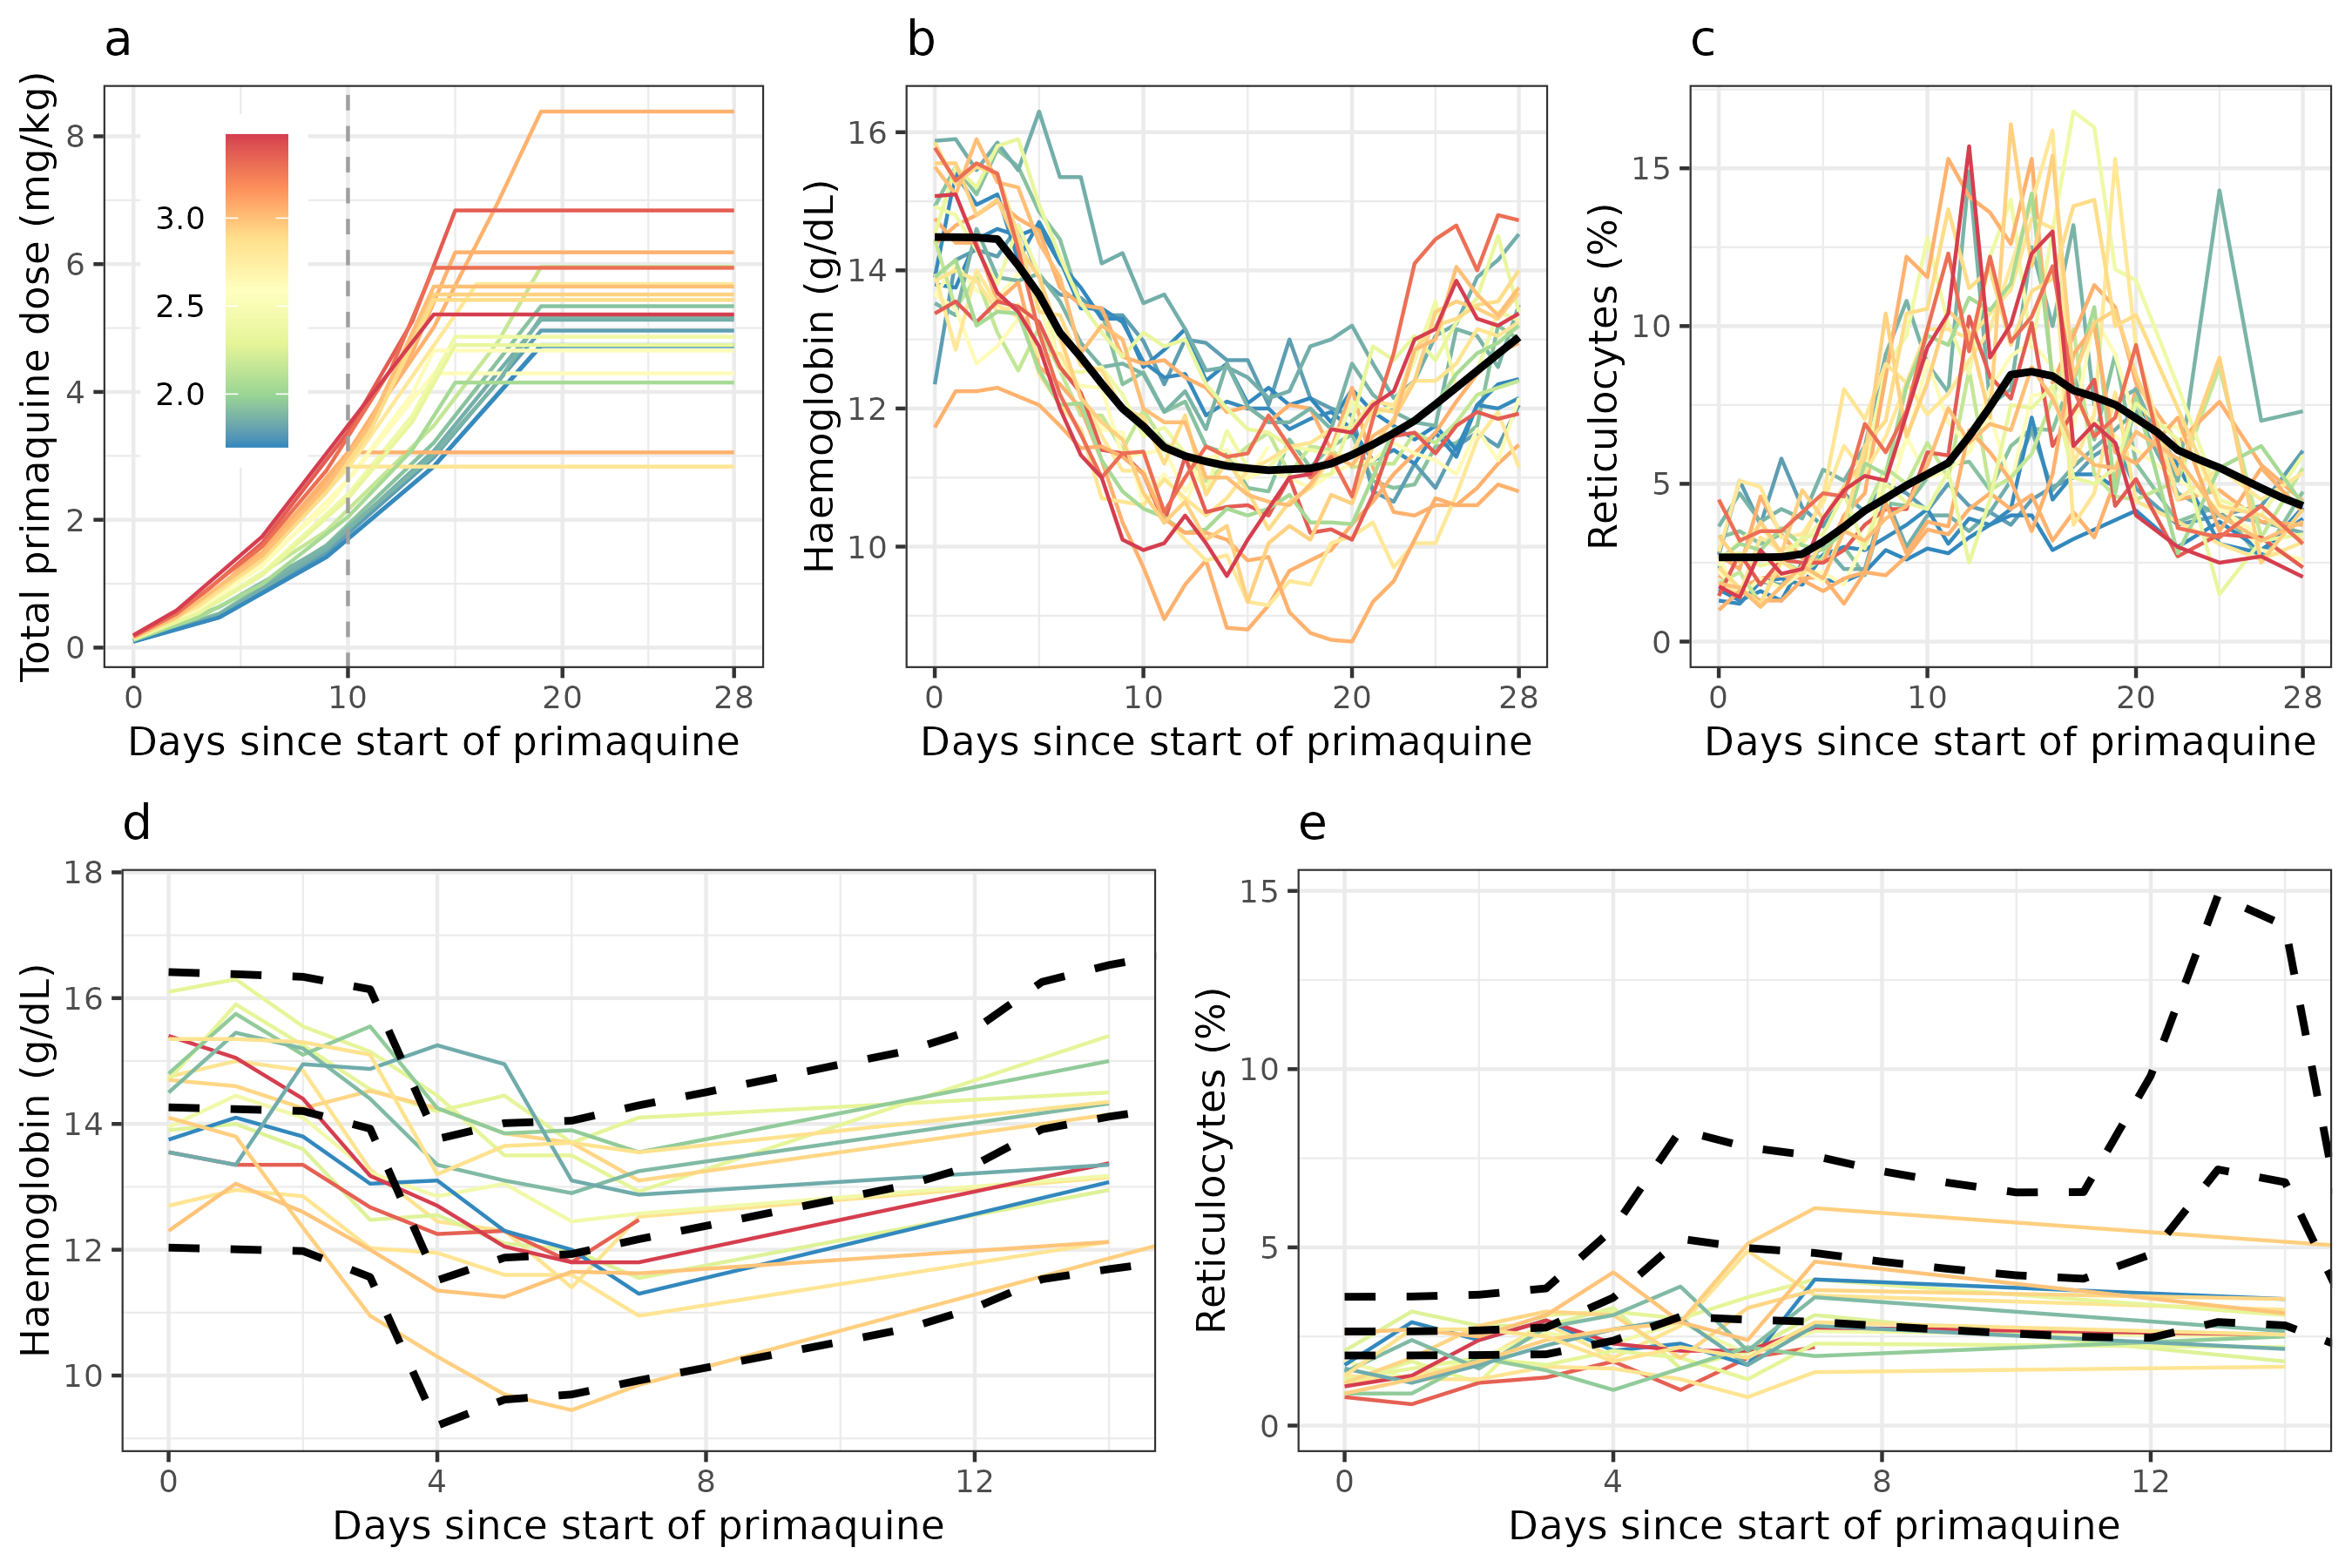 a
Total primaquine dose (mg/kg)
8
6
4
2
0
3.0
2.5
2.0
0 10 20 28
Days since start of primaquine
b
Haemoglobin (g/dL)
16
14
12
10
0 10 20 28
Days since start of primaquine
c
Reticulocytes (%)
15
10
5
0
0 10 20 28
Days since start of primaquine
d
Haemoglobin (g/dL)
18
16
14
12
10
0 4 8 12
Days since start of primaquine
e
Reticulocytes (%)
15
10
5
0
0 4 8 12
Days since start of primaquine